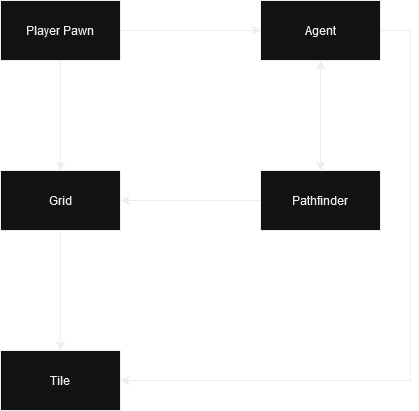 Player Pawn
Agent
Grid
Pathfinder
Tile